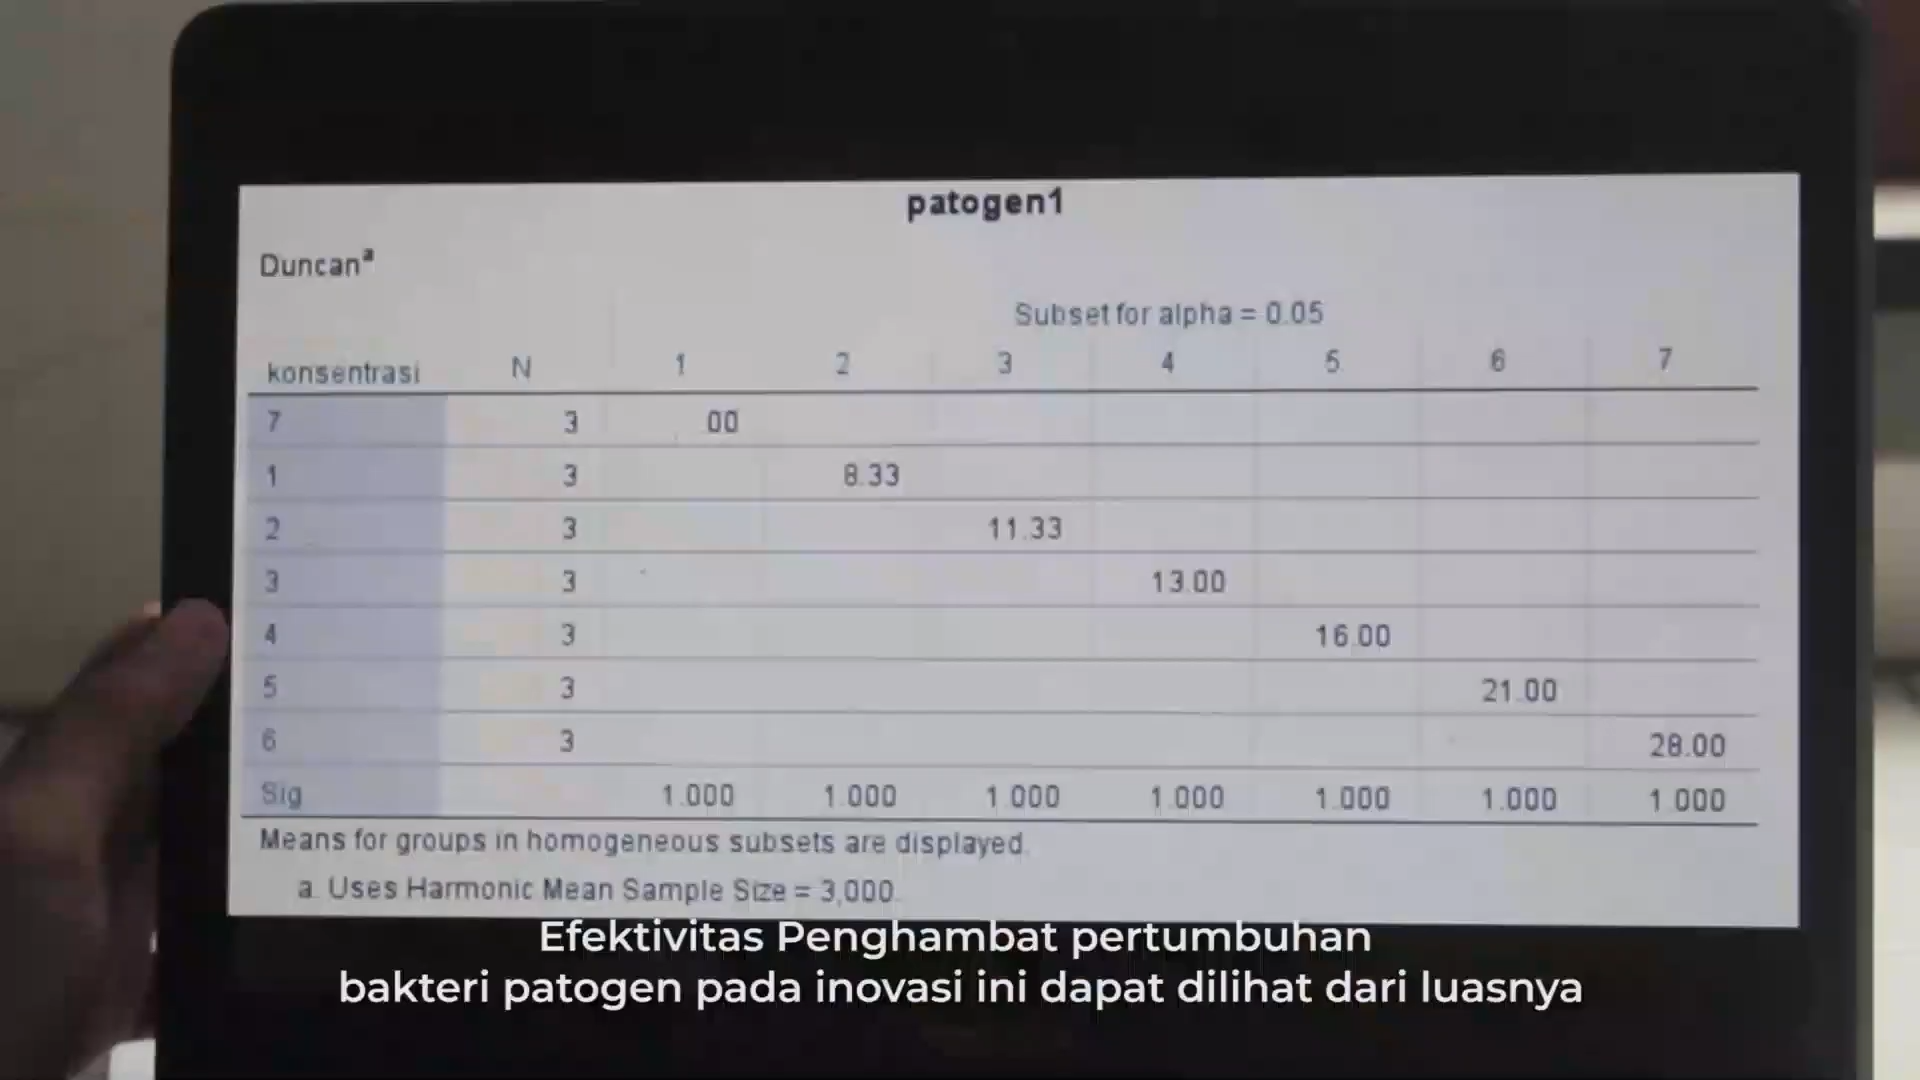 patogen1
Duncanª
Subset for alpha = 0.05
konsentrasi N 1 2 3 4 5 6 7
7 3 .00
1 3 8.33
2 3 11.33
3 3 13.00
4 3 16.00
5 3 21.00
6 3 28.00
Sig 1.000 1.000 1.000 1.000 1.000 1.000 1.000
Means for groups in homogeneous subsets are displayed.
a. Uses Harmonic Mean Sample Size = 3,000.
Efektivitas Penghambat pertumbuhan
bakteri patogen pada inovasi ini dapat dilihat dari luasnya